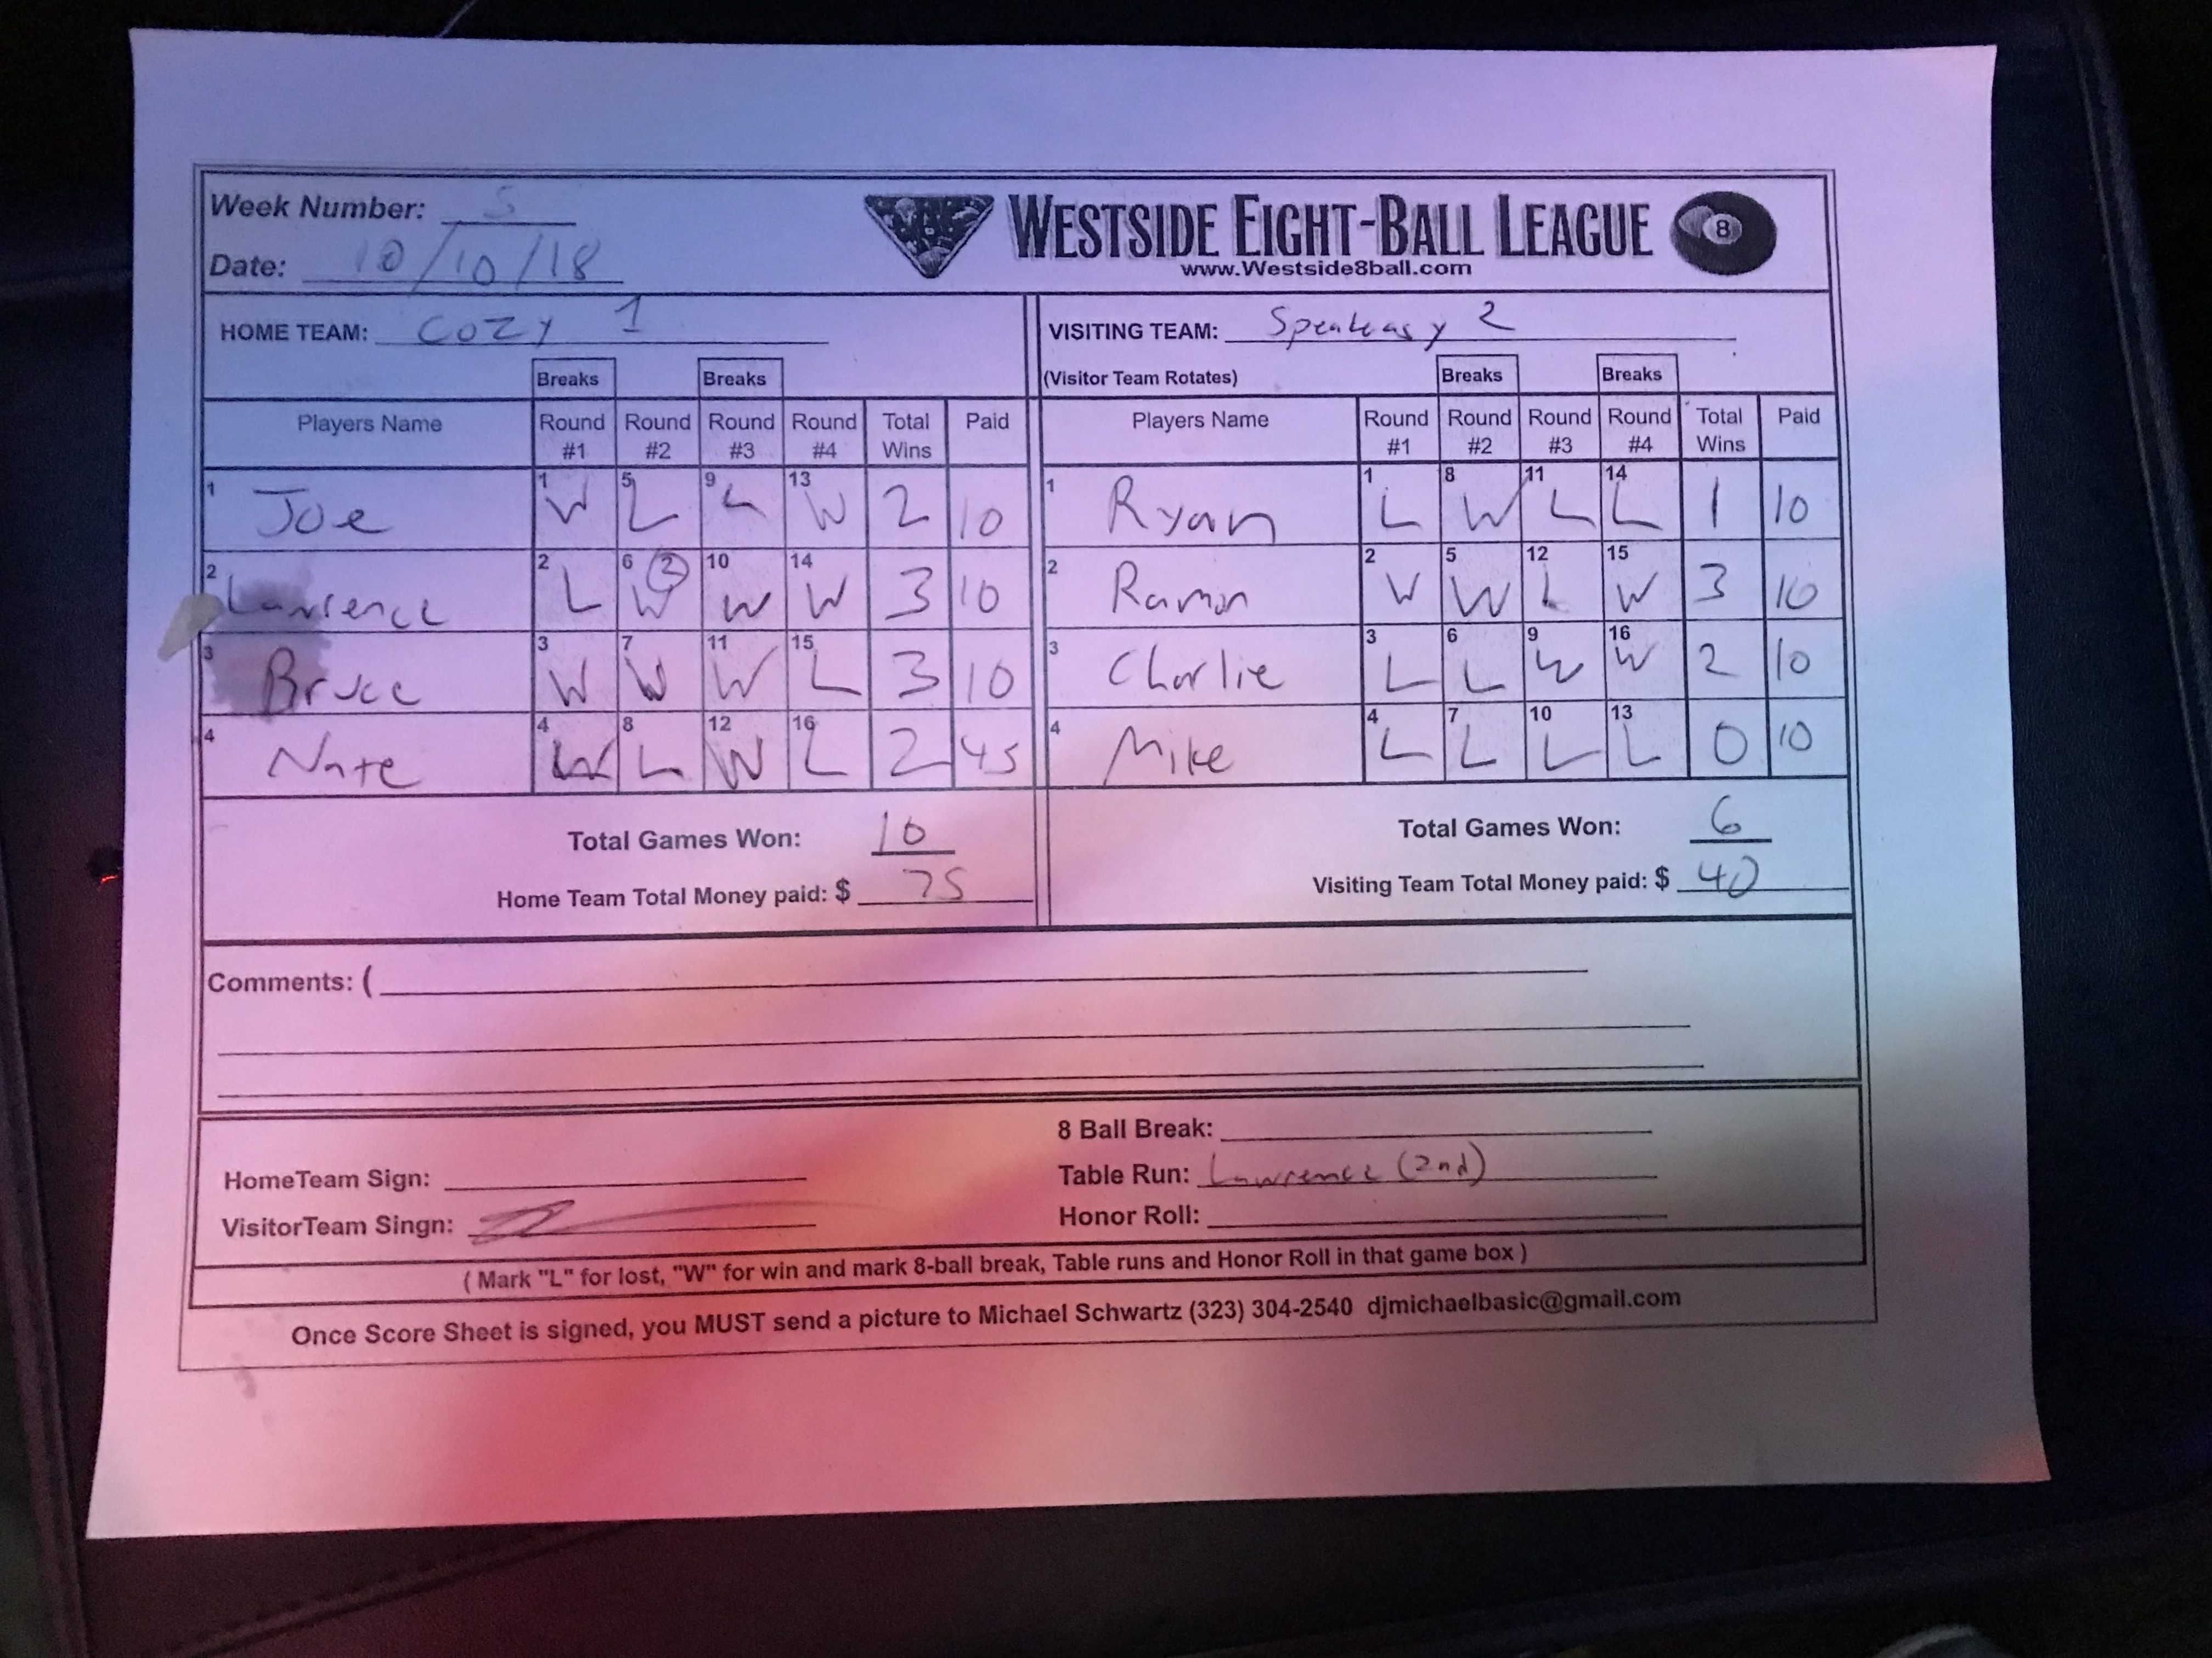 Week Number: 5
WESTSIDE EIGHT-BALL LEAGUE 8
www.Westside8ball.com
Date: 10/10/18
HOME TEAM: Cozy 1 VISITING TEAM: Speakeasy 2
Breaks Breaks (Visitor Team Rotates) Breaks Breaks
Players Name Round #1 Round #2 Round #3 Round #4 Total Wins Paid Players Name Round #1 Round #2 Round #3 Round #4 Total Wins Paid
1 Joe 1 W 5 L 9 L 13 W 2 10 1 Ryan 1 L 8 W 11 L 14 L 1 10
2 Lawrence 2 L 6 2 W 10 W 14 W 3 10 2 Ramon 2 W 5 W 12 L 15 W 3 10
3 Bruce 3 W 7 W 11 W 15 L 3 10 3 Charlie 3 L 6 L 9 W 16 W 2 10
4 Nate 4 W 8 L 12 W 16 L 2 45 4 Mike 4 L 7 L 10 L 13 L 0 10
Total Games Won: 10 Total Games Won: 6
Home Team Total Money paid: $ 75 Visiting Team Total Money paid: $ 40
Comments: (
8 Ball Break:
HomeTeam Sign: Table Run: Lawrence (2nd)
VisitorTeam Singn: Honor Roll:
( Mark "L" for lost, "W" for win and mark 8-ball break, Table runs and Honor Roll in that game box )
Once Score Sheet is signed, you MUST send a picture to Michael Schwartz (323) 304-2540 djmichaelbasic@gmail.com